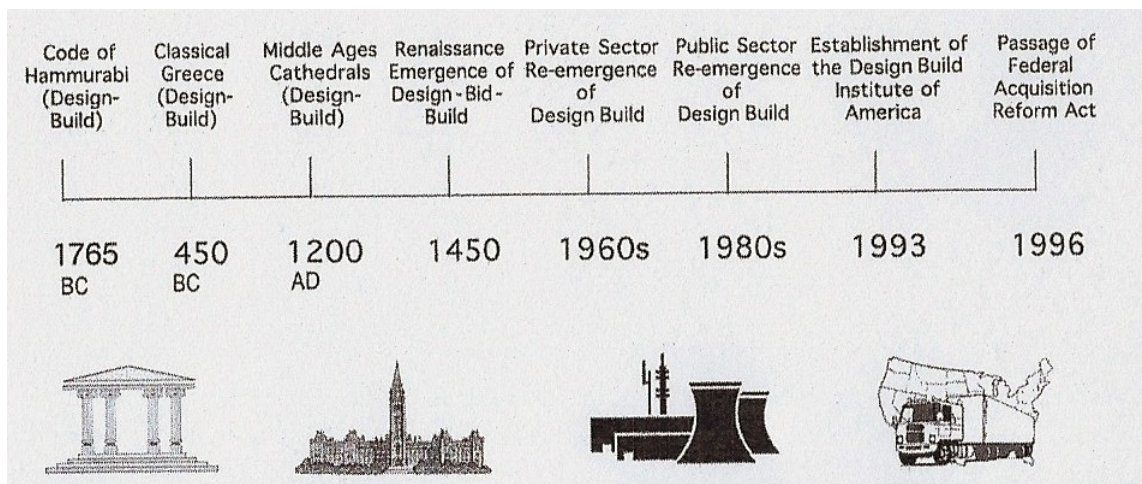 Code of
Hammurabi
(Design-
Build)
Classical
Greece
(Design-
Build)
Middle Ages
Cathedrals
(Design-
Build)
Renaissance
Emergence of
Design-Bid-
Build
Private Sector
Re-emergence
of
Design Build
Public Sector
Re-emergence
of
Design Build
Establishment of
the Design Build
Institute of
America
Passage of
Federal
Acquisition
Reform Act
1765
BC
450
BC
1200
AD
1450
1960s
1980s
1993
1996